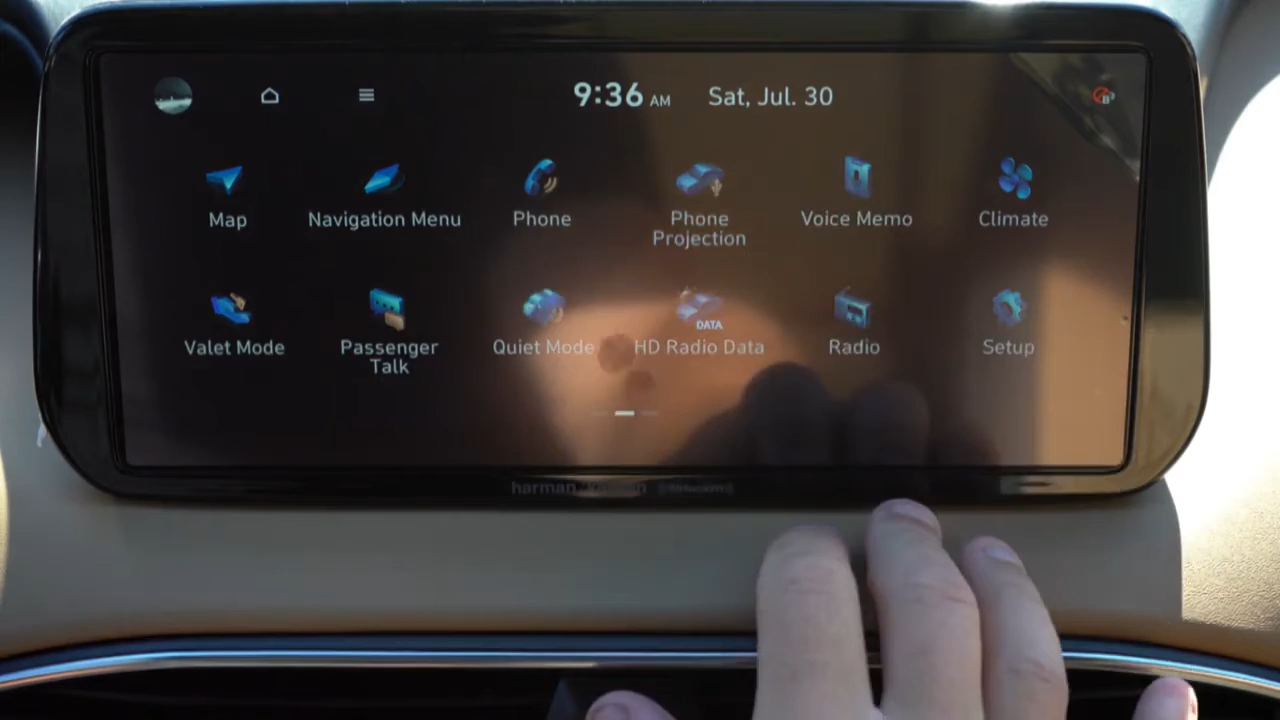 9:36 AM Sat, Jul. 30
Map
Navigation Menu
Phone
Phone
Projection
Voice Memo
Climate
Valet Mode
Passenger
Talk
Quiet Mode
DATA
HD Radio Data
Radio
Setup
harman kardon